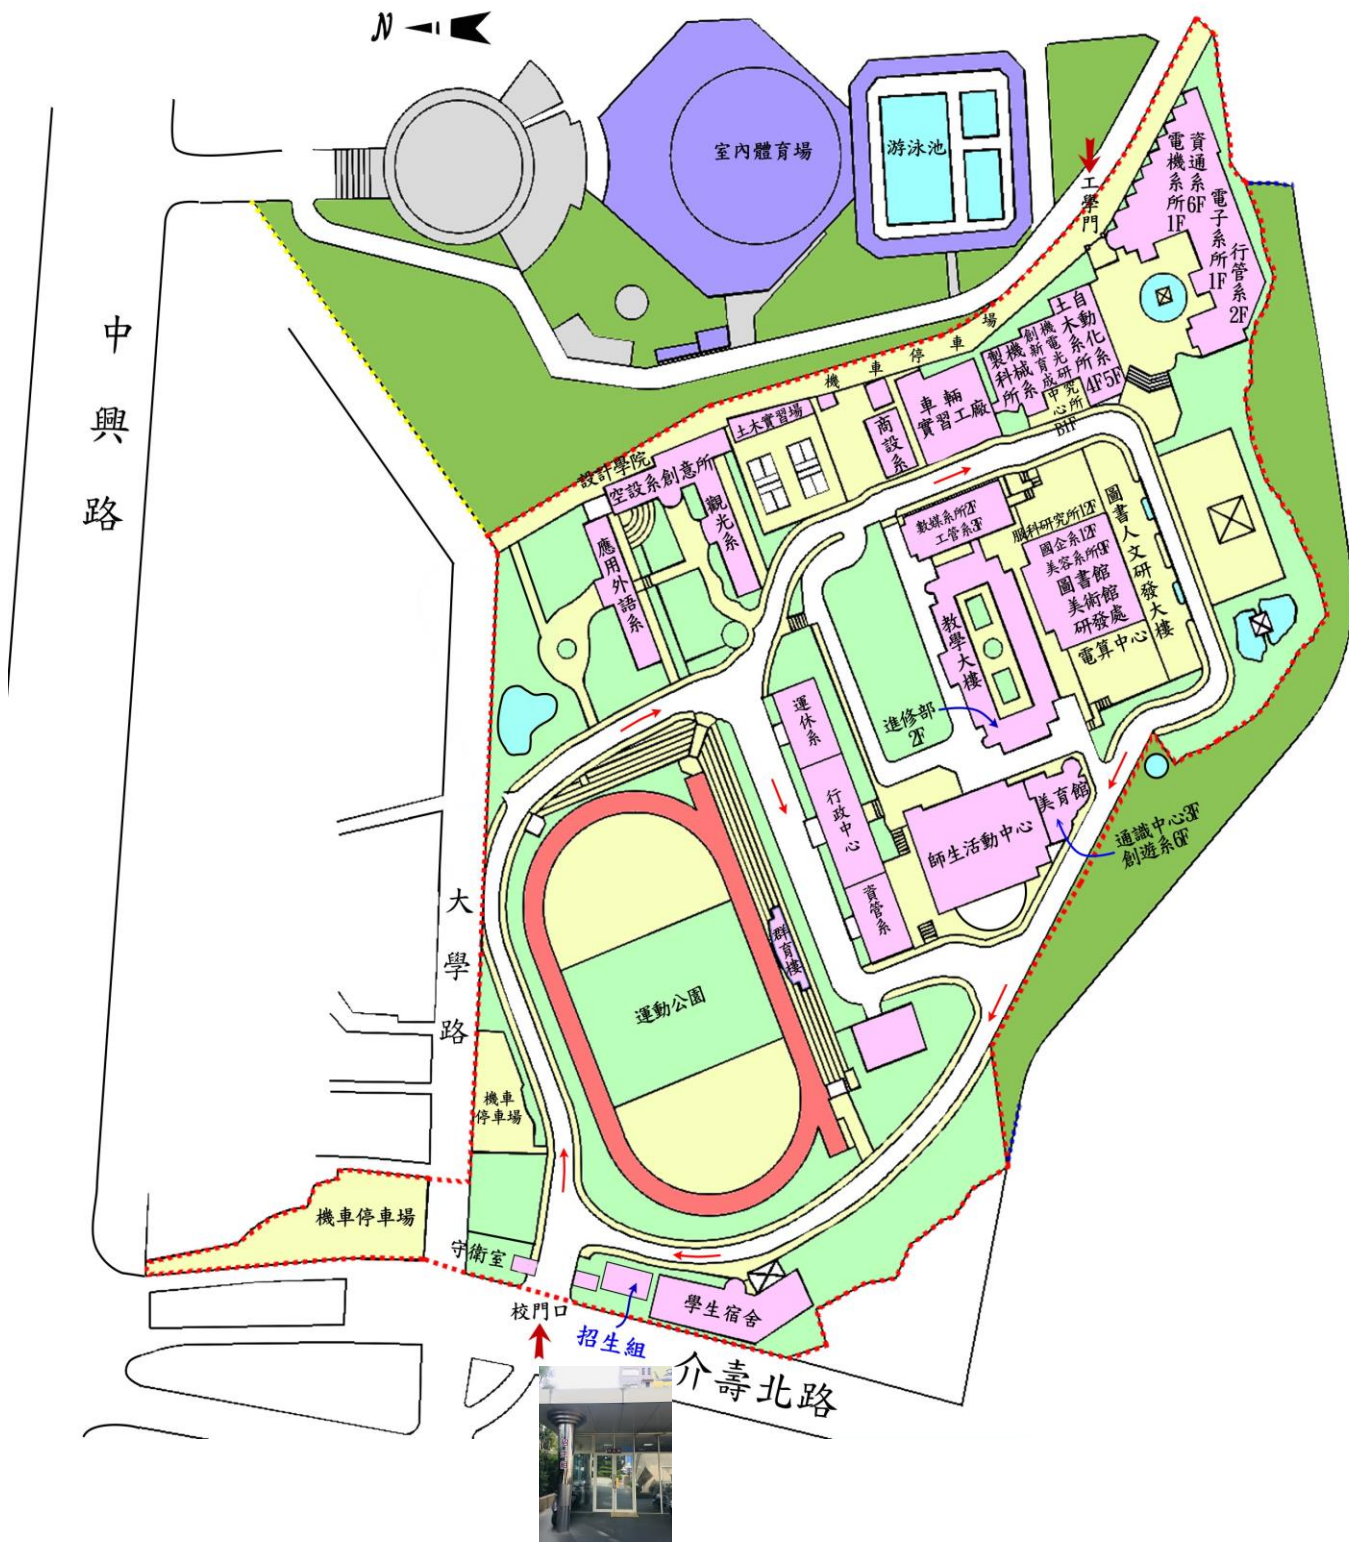 N
室內體育場
游泳池
工學門
資通系6F
電機系所1F
電子系所1F
行管系2F
中興路
機車停車場
土木系所4F
自動化系5F
機電光研究所B1F
創新育成中心
機械系
製科所
車輛實習工廠
商設系
土木實習場
設計學院
空設系創意所
觀光系
應用外語系
數媒系所2F
工管系3F
服科研究所12F
國企系12F
美容系所9F
圖書館
美術館
研發處
電算中心
圖書人文研發大樓
教學大樓
進修部
2F
運休系
行政中心
資管系
師生活動中心
美育館
通識中心3F
創遊系6F
群育樓
運動公園
大學路
機車
停車場
機車停車場
守衛室
校門口
招生組
學生宿舍
介壽北路